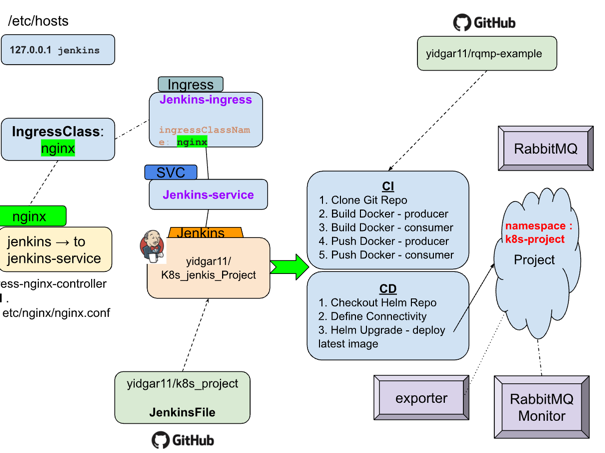 /etc/hosts
127.0.0.1 jenkins
GitHub
yidgar11/rqmp-example
Ingress
Jenkins-ingress
ingressClassNam
e nginx
IngressClass:
nginx
SVC
Jenkins-service
nginx
jenkins → to
jenkins-service
ress-nginx-controller
.
etc/nginx/nginx.conf
Jenkins
yidgar11/
K8s_jenkis_Project
yidgar11/k8s_project
JenkinsFile
GitHub
CI
1. Clone Git Repo
2. Build Docker - producer
3. Build Docker - consumer
4. Push Docker - producer
5. Push Docker - consumer
CD
1. Checkout Helm Repo
2. Define Connectivity
3. Helm Upgrade - deploy
latest image
RabbitMQ
namespace :
k8s-project
Project
exporter
RabbitMQ
Monitor